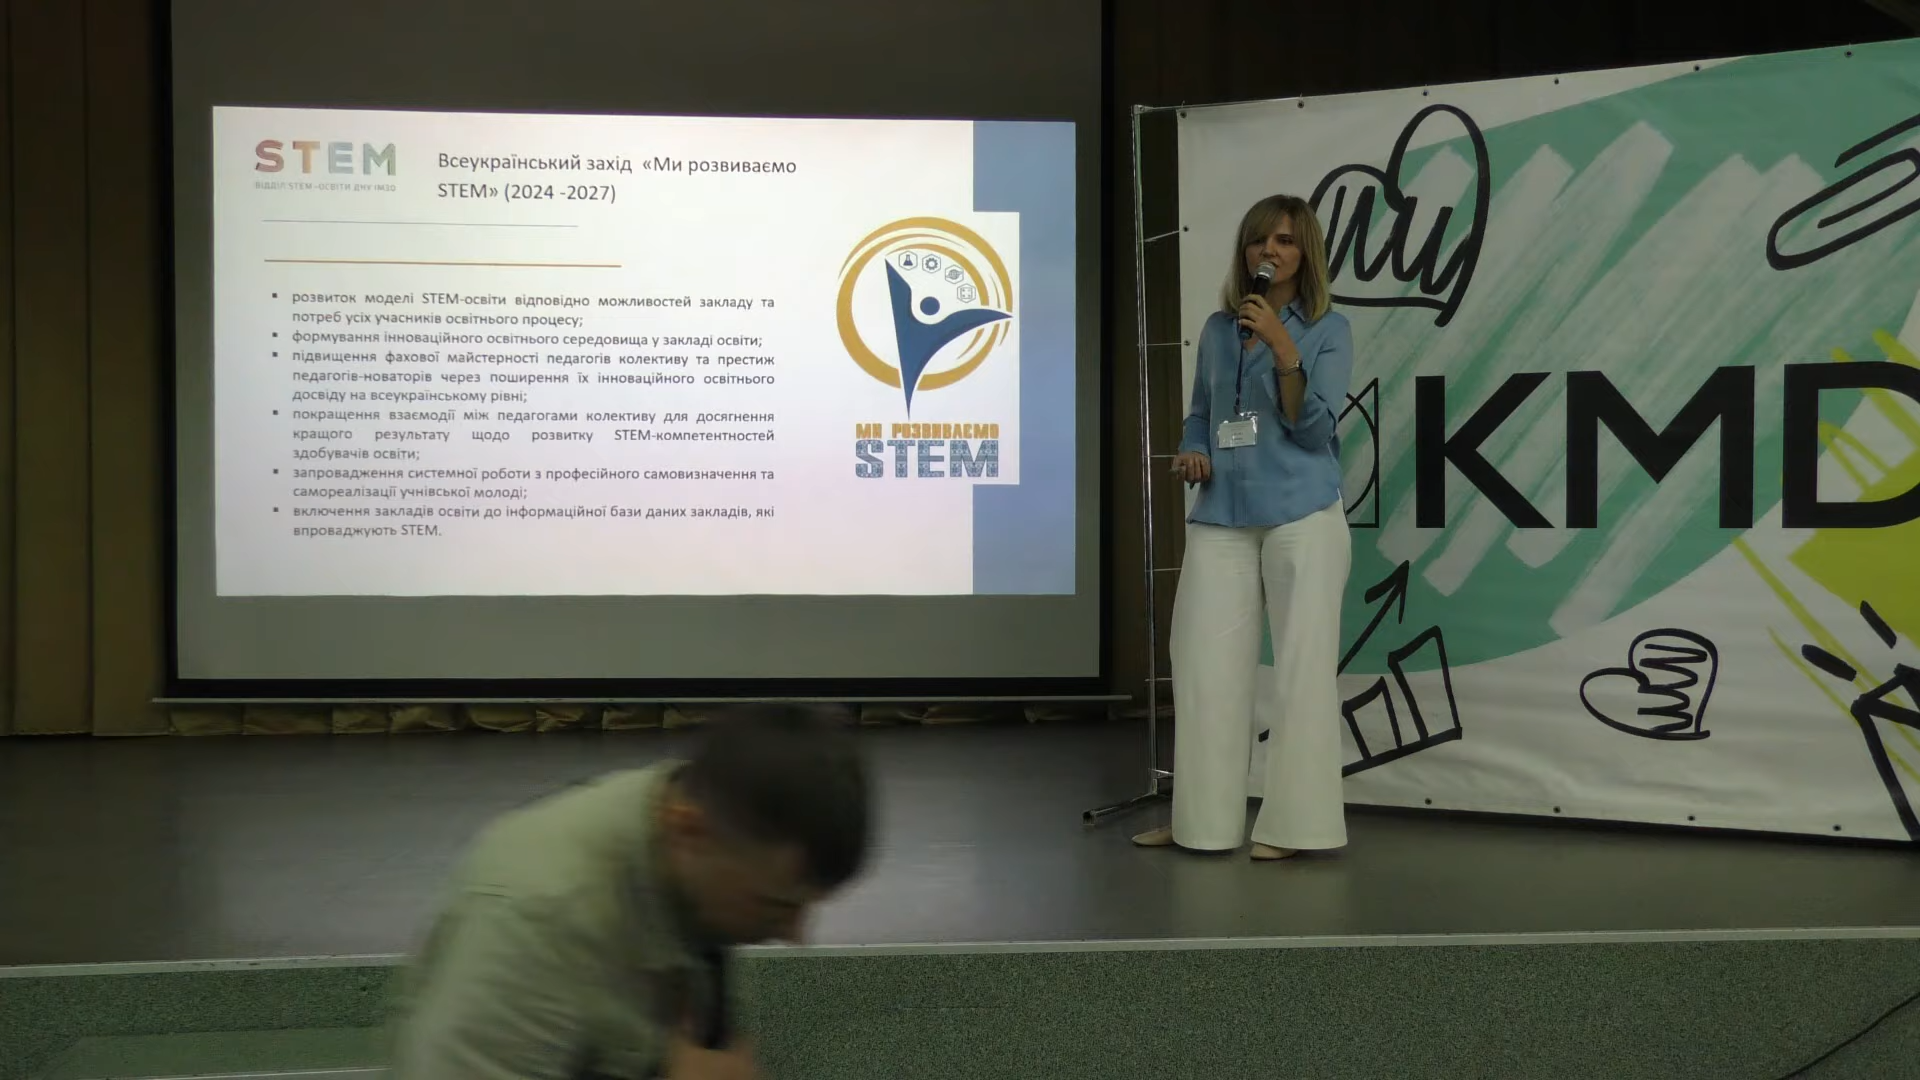 STEM
ВІДДІЛ STEM-ОСВІТИ ДНУ ІМЗО
Всеукраїнський захід «Ми розвиваємо
STEM» (2024 -2027)
▪ розвиток моделі STEM-освіти відповідно можливостей закладу та
потреб усіх учасників освітнього процесу;
▪ формування інноваційного освітнього середовища у закладі освіти;
▪ підвищення фахової майстерності педагогів колективу та престиж
педагогів-новаторів через поширення їх інноваційного освітнього
досвіду на всеукраїнському рівні;
▪ покращення взаємодії між педагогами колективу для досягнення
кращого результату щодо розвитку STEM-компетентностей
здобувачів освіти;
▪ запровадження системної роботи з професійного самовизначення та
самореалізації учнівської молоді;
▪ включення закладів освіти до інформаційної бази даних закладів, які
впроваджують STEM.
МИ РОЗВИВАЄМО
STEM
KMD